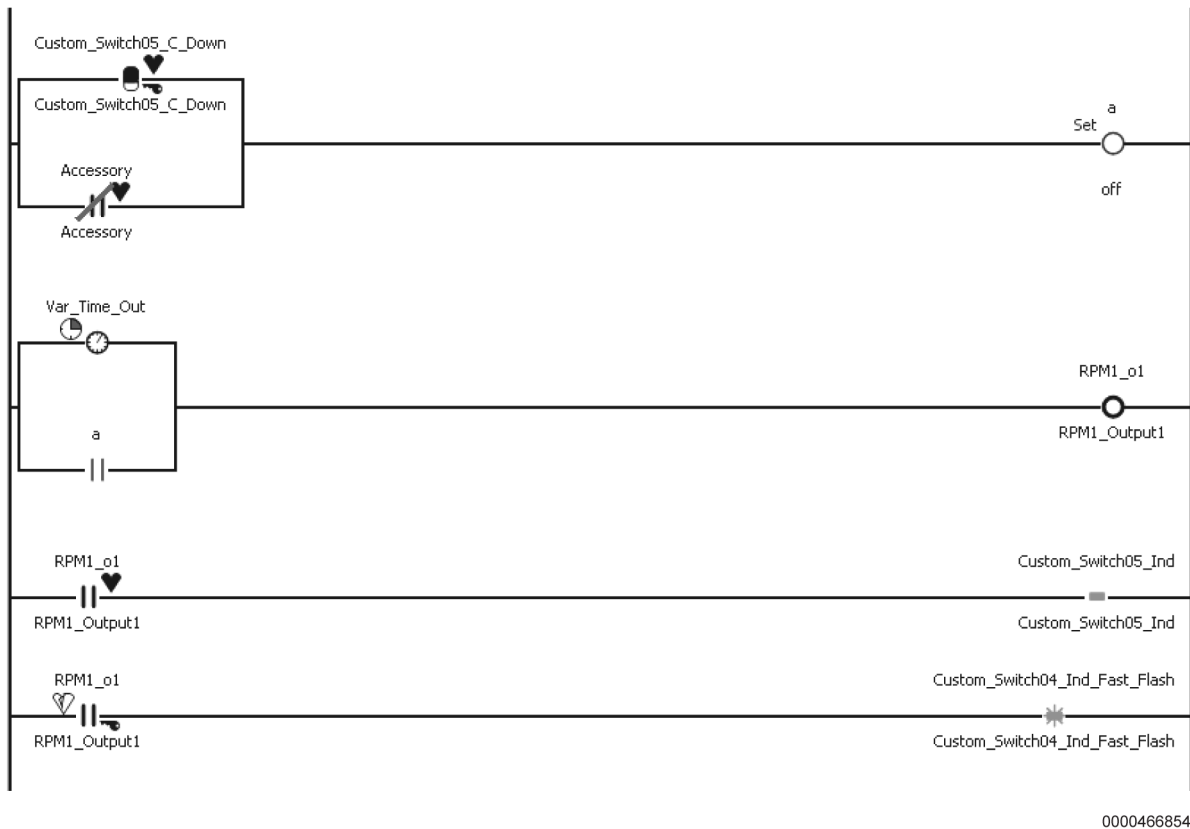 Custom_Switch05_C_Down
Custom_Switch05_C_Down
a
Set
Accessory
off
Accessory
Var_Time_Out
RPM1_o1
a
RPM1_Output1
RPM1_o1
Custom_Switch05_Ind
RPM1_Output1
Custom_Switch05_Ind
RPM1_o1
Custom_Switch04_Ind_Fast_Flash
RPM1_Output1
Custom_Switch04_Ind_Fast_Flash
0000466854